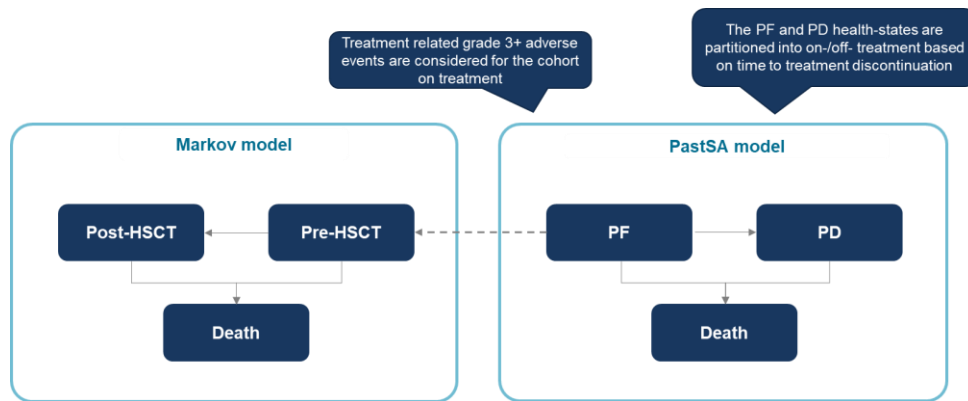 Treatment related grade 3+ adverse
events are considered for the cohort
on treatment
The PF and PD health-states are
partitioned into on-/off- treatment based
on time to treatment discontinuation
Markov model
PastSA model
Post-HSCT
Pre-HSCT
PF
PD
Death
Death